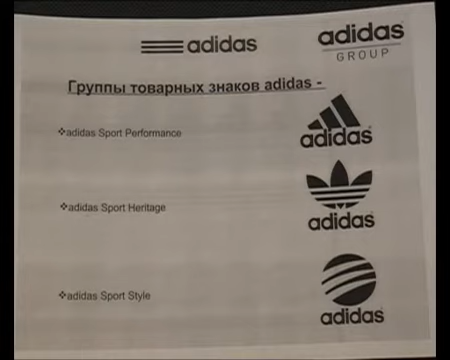 adidas
adidas
GROUP
Группы товарных знаков adidas -
❖adidas Sport Performance
adidas
❖adidas Sport Heritage
adidas
❖adidas Sport Style
adidas